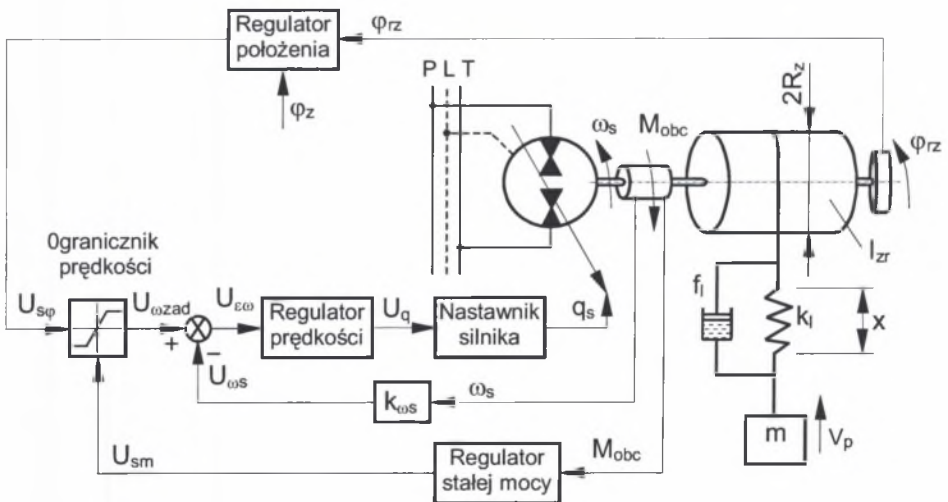 Regulator
położenia
φrz
φz
P L T
ωs
Mobc
2Rz
φrz
Izr
0granicznik
prędkości
Usφ
Uωzad
+
−
Uεω
Regulator
prędkości
Uq
Nastawnik
silnika
qs
fl
kl
x
Uωs
kωs
ωs
m
Vp
Usm
Regulator
stałej mocy
Mobc